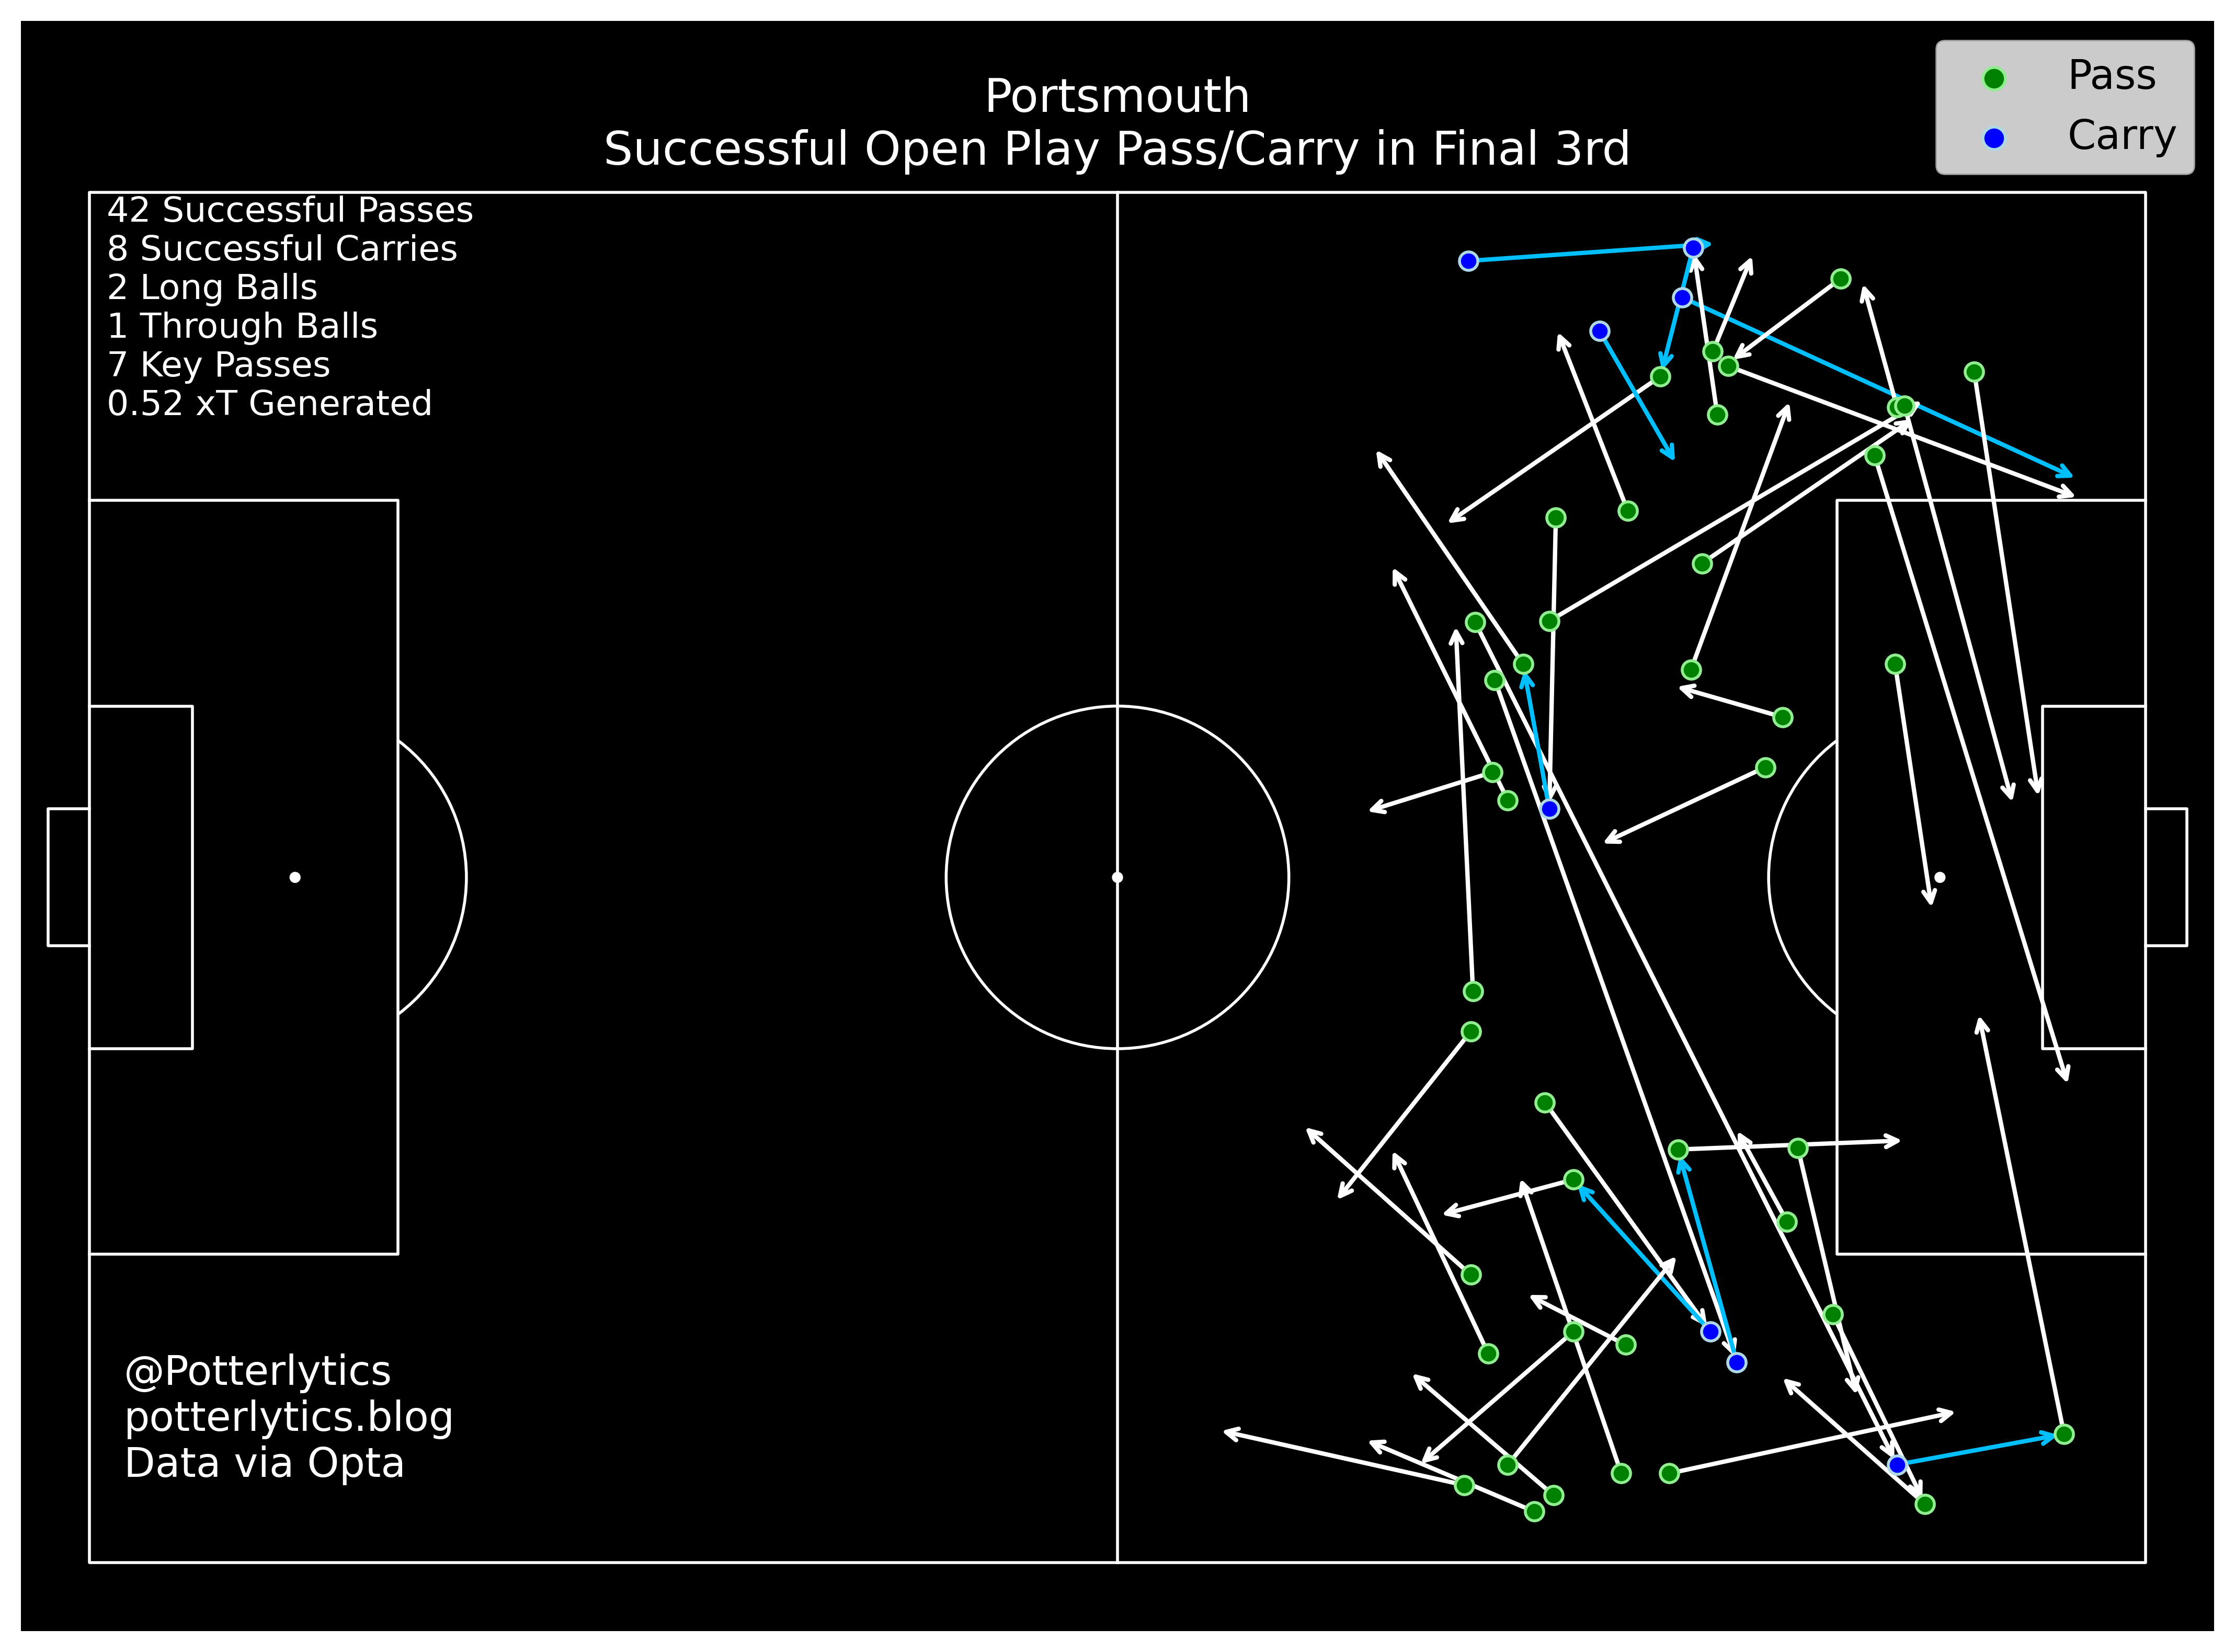 Portsmouth
Successful Open Play Pass/Carry in Final 3rd
Pass
Carry
42 Successful Passes
8 Successful Carries
2 Long Balls
1 Through Balls
7 Key Passes
0.52 xT Generated
@Potterlytics
potterlytics.blog
Data via Opta